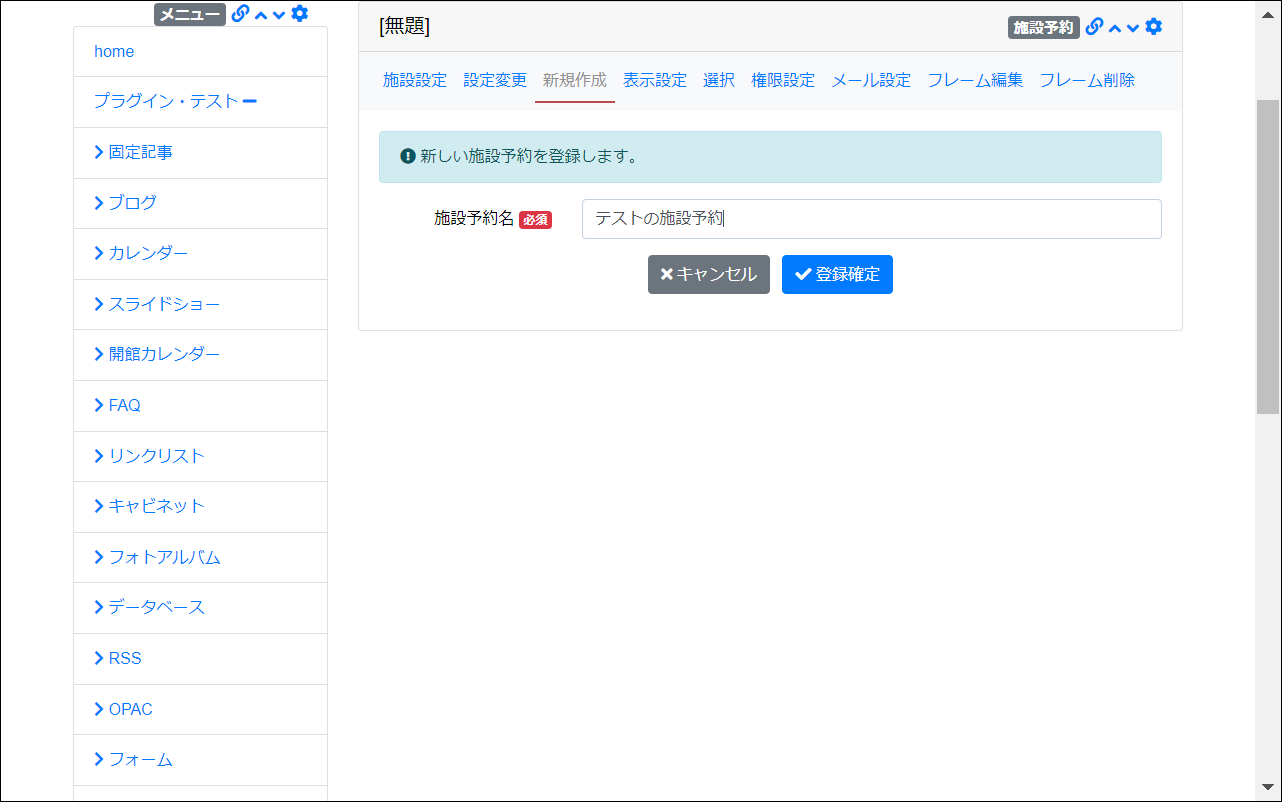 メニュー
home
プラグイン・テスト
固定記事
ブログ
カレンダー
スライドショー
開館カレンダー
FAQ
リンクリスト
キャビネット
フォトアルバム
データベース
RSS
OPAC
フォーム
[無題] 施設予約
施設設定 設定変更 新規作成 表示設定 選択 権限設定 メール設定 フレーム編集 フレーム削除
新しい施設予約を登録します。
施設予約名 必須 テストの施設予約
キャンセル 登録確定